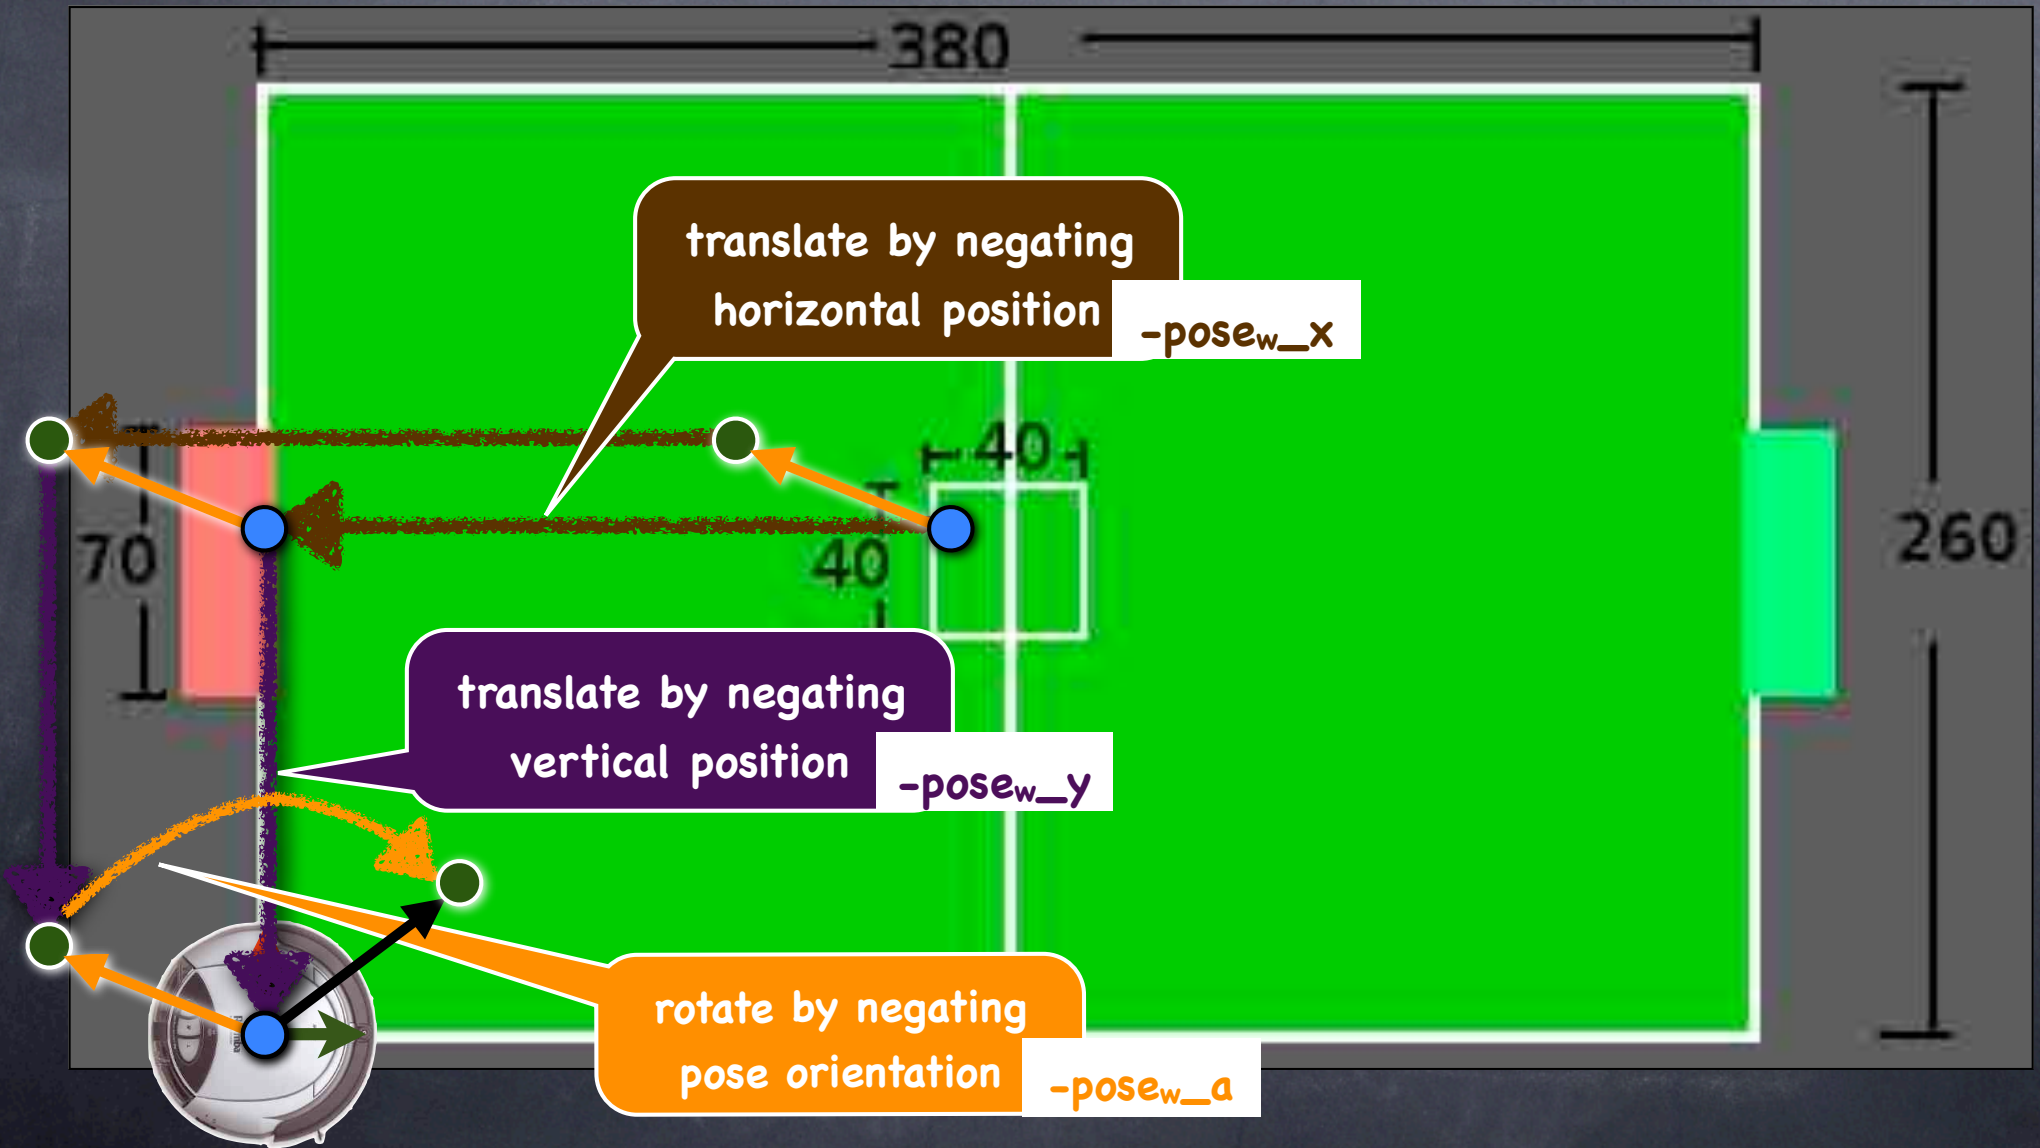 380
translate by negating
horizontal position -posew_x
40
70
40
260
translate by negating
vertical position -posew_y
rotate by negating
pose orientation -posew_a